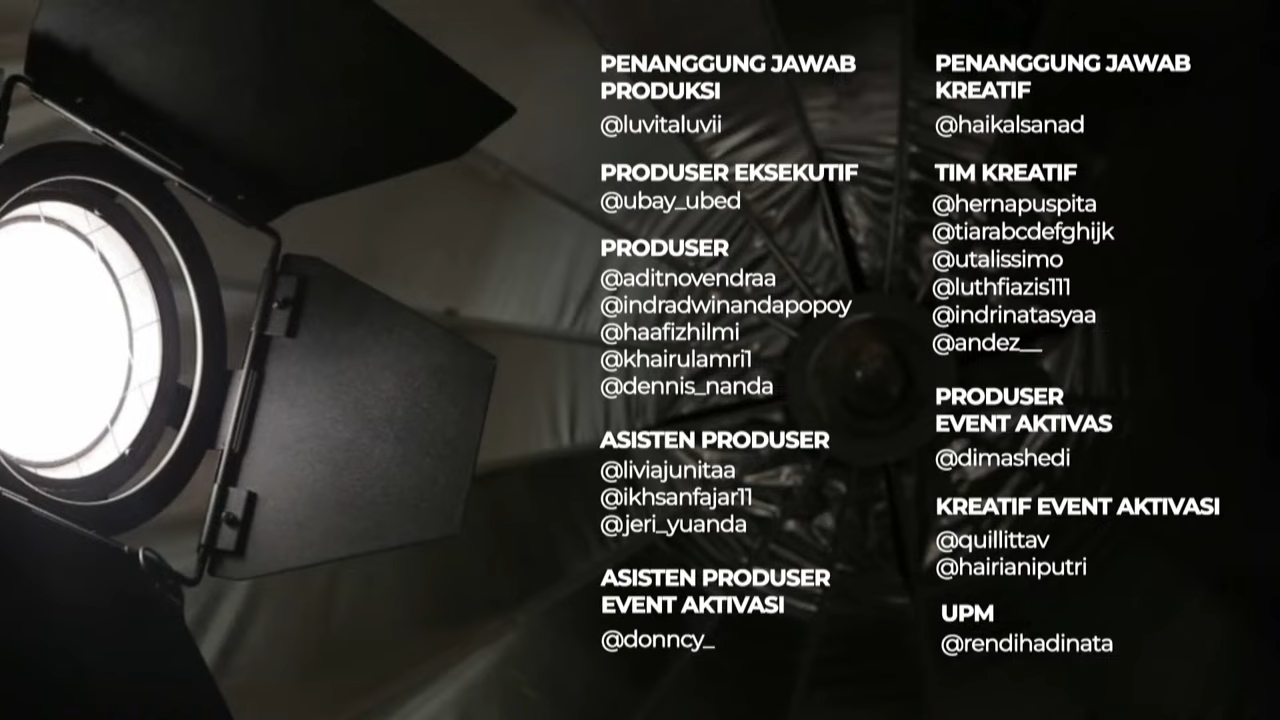 PENANGGUNG JAWAB
PRODUKSI
@luvitaluvii
PRODUSER EKSEKUTIF
@ubay_ubed
PRODUSER
@aditnovendraa
@indradwinandapopoy
@haafizhilmi
@khairulamri1
@dennis_nanda
ASISTEN PRODUSER
@liviajunitaa
@ikhsanfajar11
@jeri_yuanda
ASISTEN PRODUSER
EVENT AKTIVASI
@donncy_
PENANGGUNG JAWAB
KREATIF
@haikalsanad
TIM KREATIF
@hernapuspita
@tiarabcdefghijk
@utalissimo
@luthfiazis111
@indrinatasyaa
@andez__
PRODUSER
EVENT AKTIVAS
@dimashedi
KREATIF EVENT AKTIVASI
@quillittav
@hairianiputri
UPM
@rendihadinata